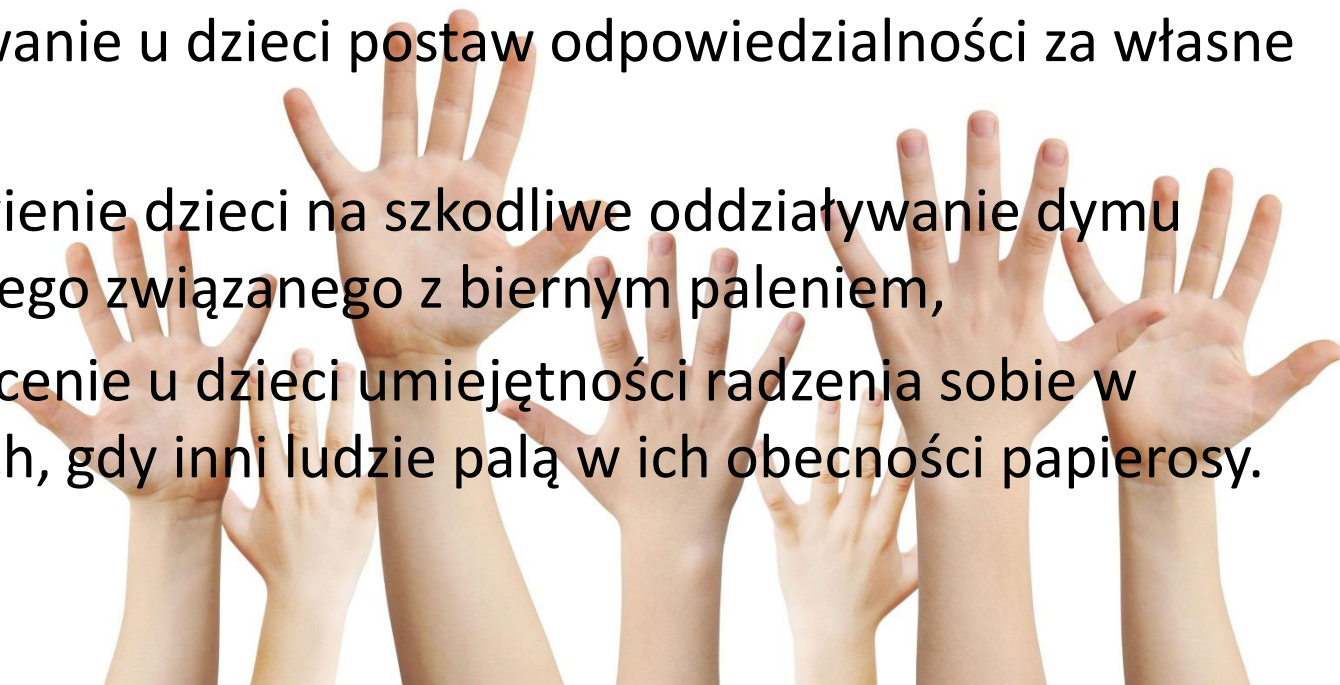 wanie u dzieci postaw odpowiedzialności za własne
ienie dzieci na szkodliwe oddziaływanie dymu
ego związanego z biernym paleniem,
cenie u dzieci umiejętności radzenia sobie w
h, gdy inni ludzie palą w ich obecności papierosy.